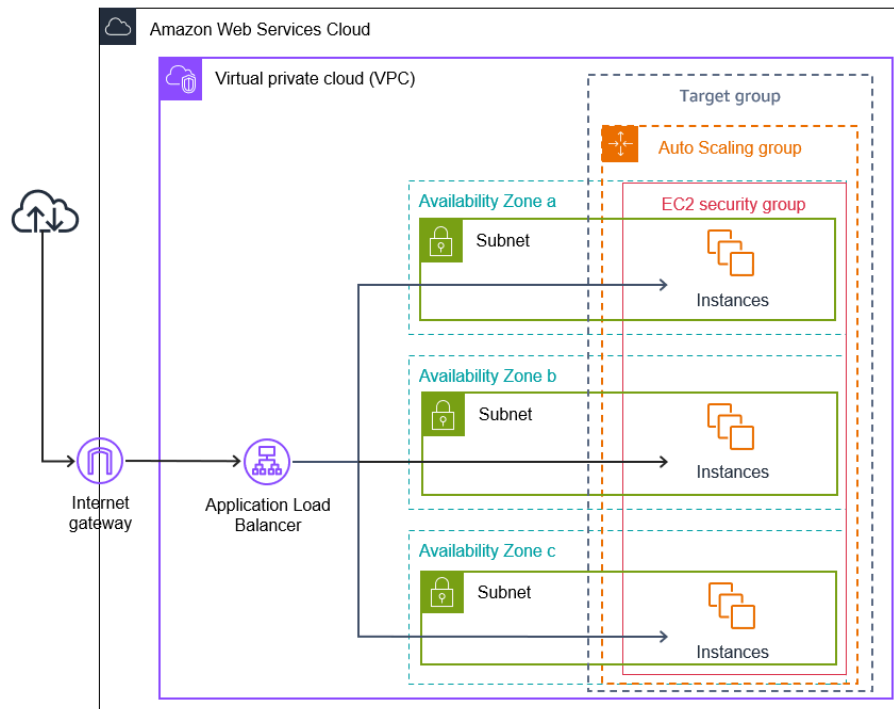 Amazon Web Services Cloud
Virtual private cloud (VPC)
Target group
Auto Scaling group
Availability Zone a
EC2 security group
Subnet
Instances
Availability Zone b
Subnet
Instances
Internet
gateway
Application Load
Balancer
Availability Zone c
Subnet
Instances